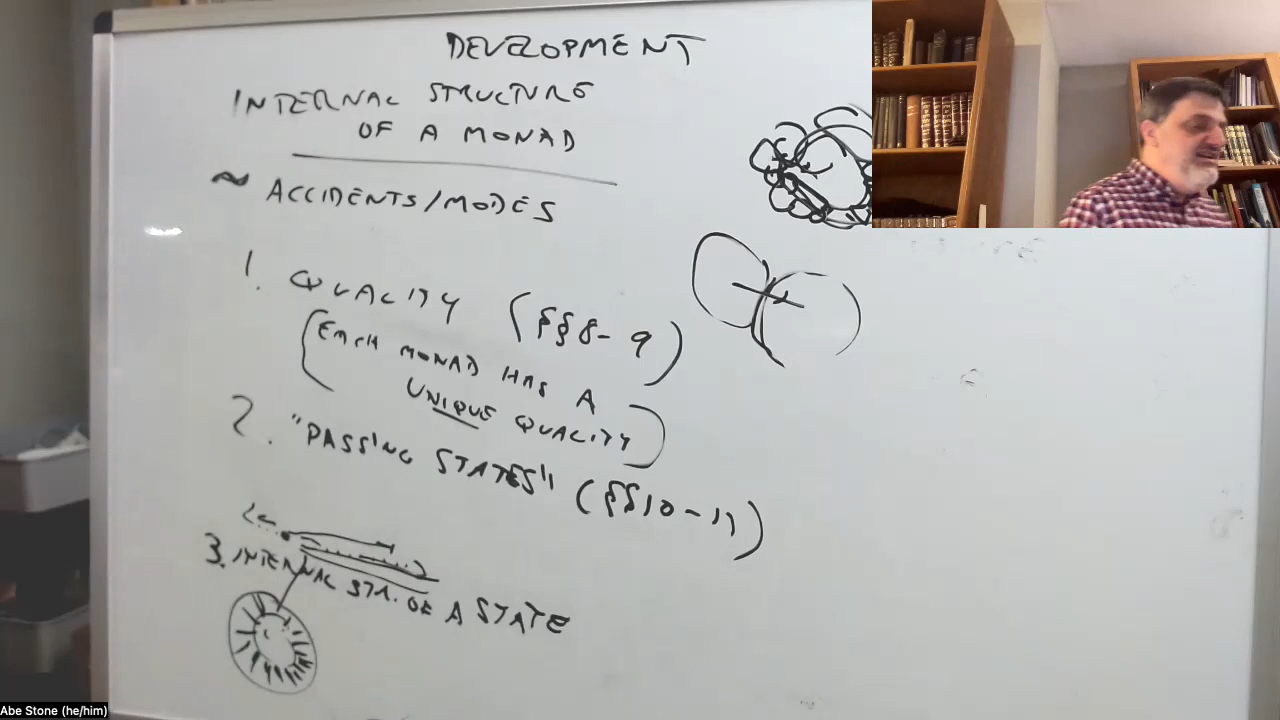 DEVELOPMENT
INTERNAL STRUCTURE
OF A MONAD
~ ACCIDENTS/MODES
1. QUALITY (§§8-9)
(EACH MONAD HAS A
UNIQUE QUALITY)
2. "PASSING STATES" (§§10-11)
3. INTERNAL STR. OF A STATE
Abe Stone (he/him)